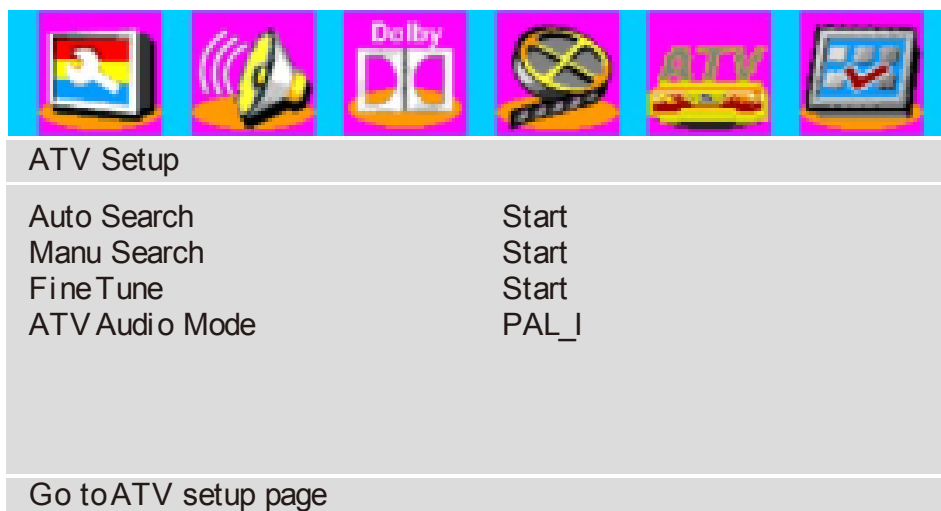 Dolby
ATV
ATV Setup
Auto Search Start
Manu Search Start
Fine Tune Start
ATV Audio Mode PAL_I
Go to ATV setup page